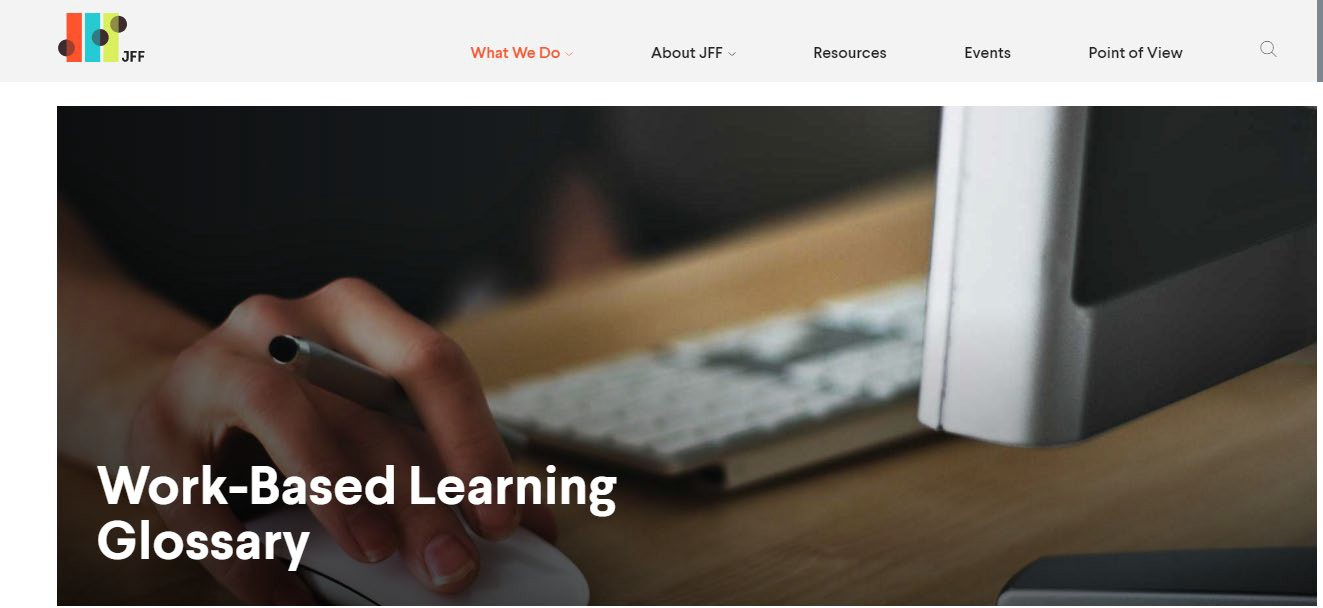 JFF
What We Do
About JFF
Resources
Events
Point of View
Work-Based Learning
Glossary